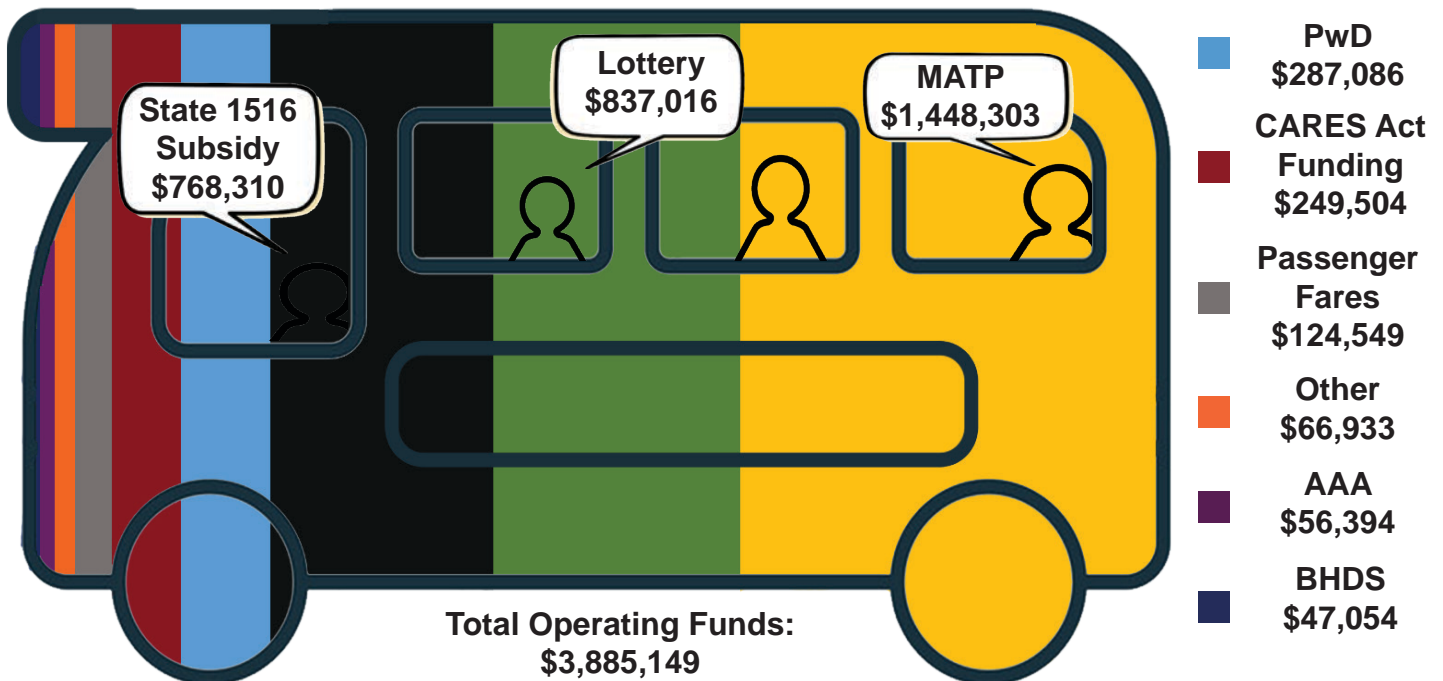 State 1516
Subsidy
$768,310
Lottery
$837,016
MATP
$1,448,303
PwD
$287,086
CARES Act
Funding
$249,504
Passenger
Fares
$124,549
Other
$66,933
AAA
$56,394
BHDS
$47,054
Total Operating Funds:
$3,885,149